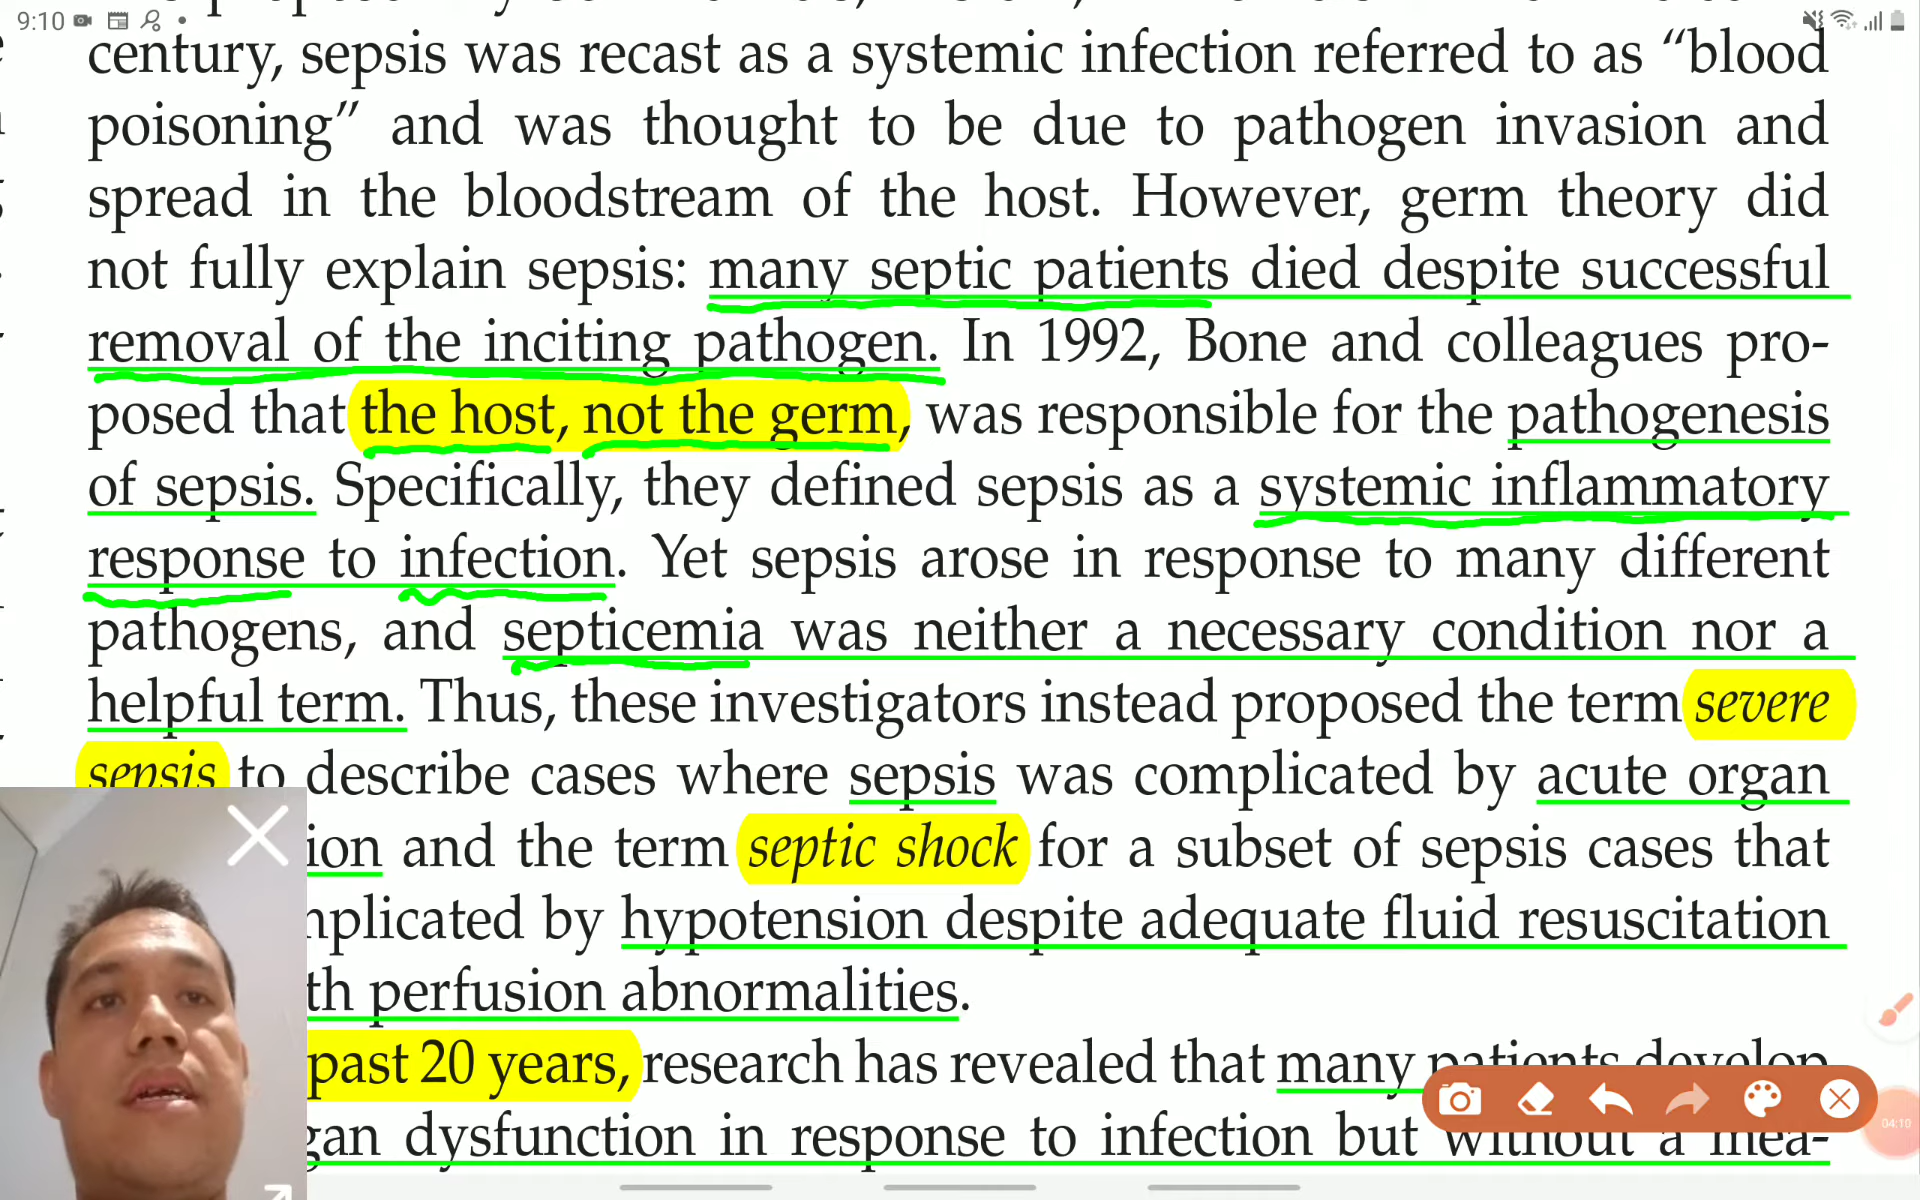 9:10
century, sepsis was recast as a systemic infection referred to as “blood
poisoning” and was thought to be due to pathogen invasion and
spread in the bloodstream of the host. However, germ theory did
not fully explain sepsis: many septic patients died despite successful
removal of the inciting pathogen. In 1992, Bone and colleagues pro-
posed that the host, not the germ, was responsible for the pathogenesis
of sepsis. Specifically, they defined sepsis as a systemic inflammatory
response to infection. Yet sepsis arose in response to many different
pathogens, and septicemia was neither a necessary condition nor a
helpful term. Thus, these investigators instead proposed the term severe
sepsis to describe cases where sepsis was complicated by acute organ
ion and the term septic shock for a subset of sepsis cases that
mplicated by hypotension despite adequate fluid resuscitation
th perfusion abnormalities.
past 20 years, research has revealed that many patients develop
gan dysfunction in response to infection but without a mea-
04:10